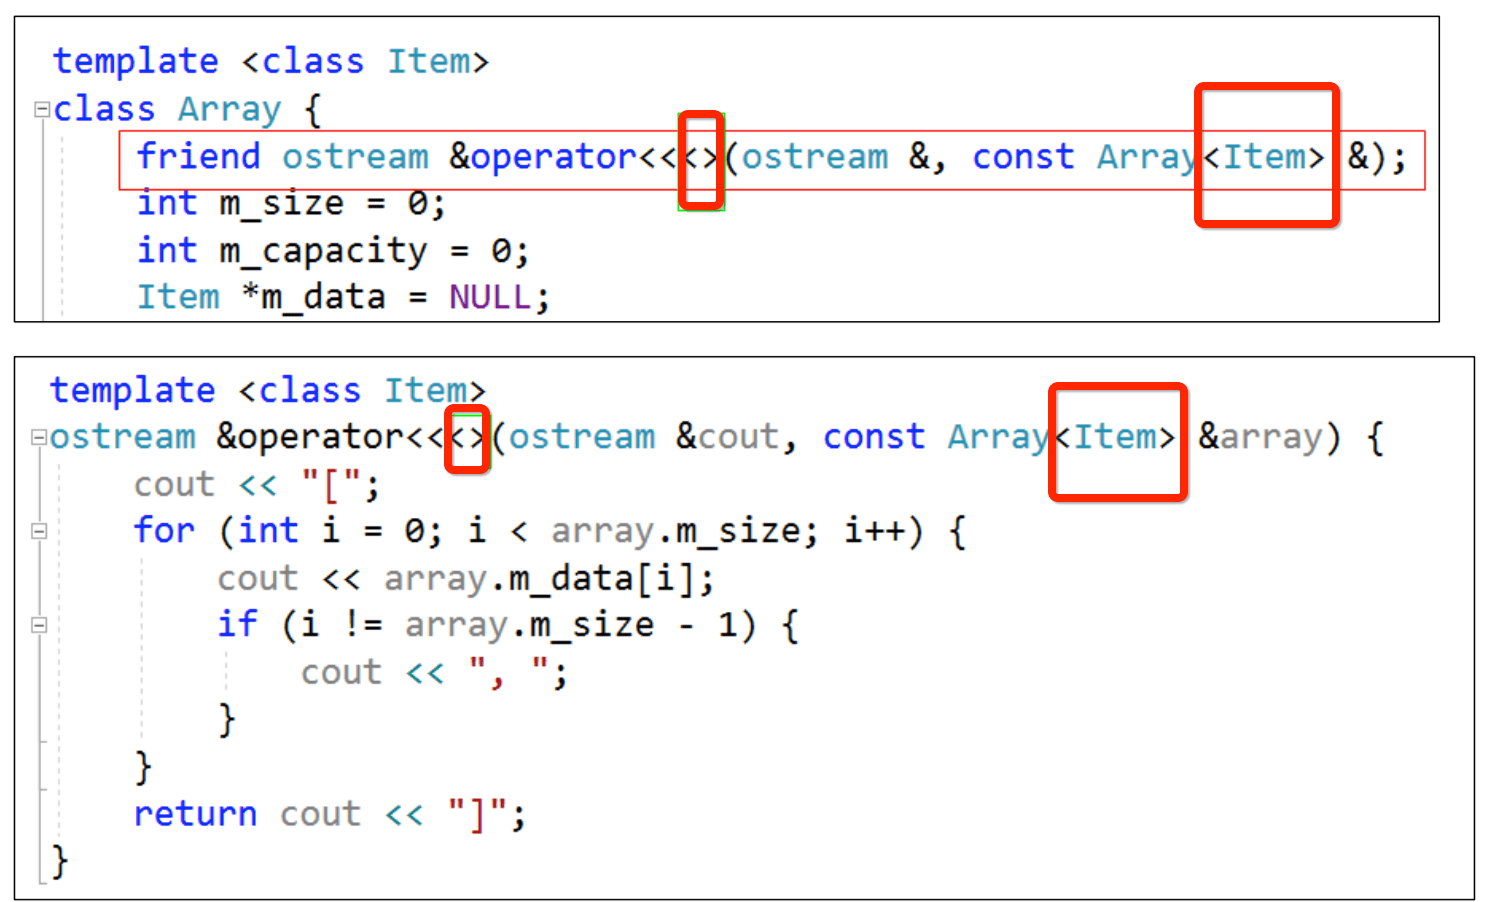 template <class Item>
class Array {
friend ostream &operator<<<>(ostream &, const Array<Item> &);
int m_size = 0;
int m_capacity = 0;
Item *m_data = NULL;
template <class Item>
ostream &operator<<<>(ostream &cout, const Array<Item> &array) {
cout << "[";
for (int i = 0; i < array.m_size; i++) {
cout << array.m_data[i];
if (i != array.m_size - 1) {
cout << ", ";
}
}
return cout << "]";
}